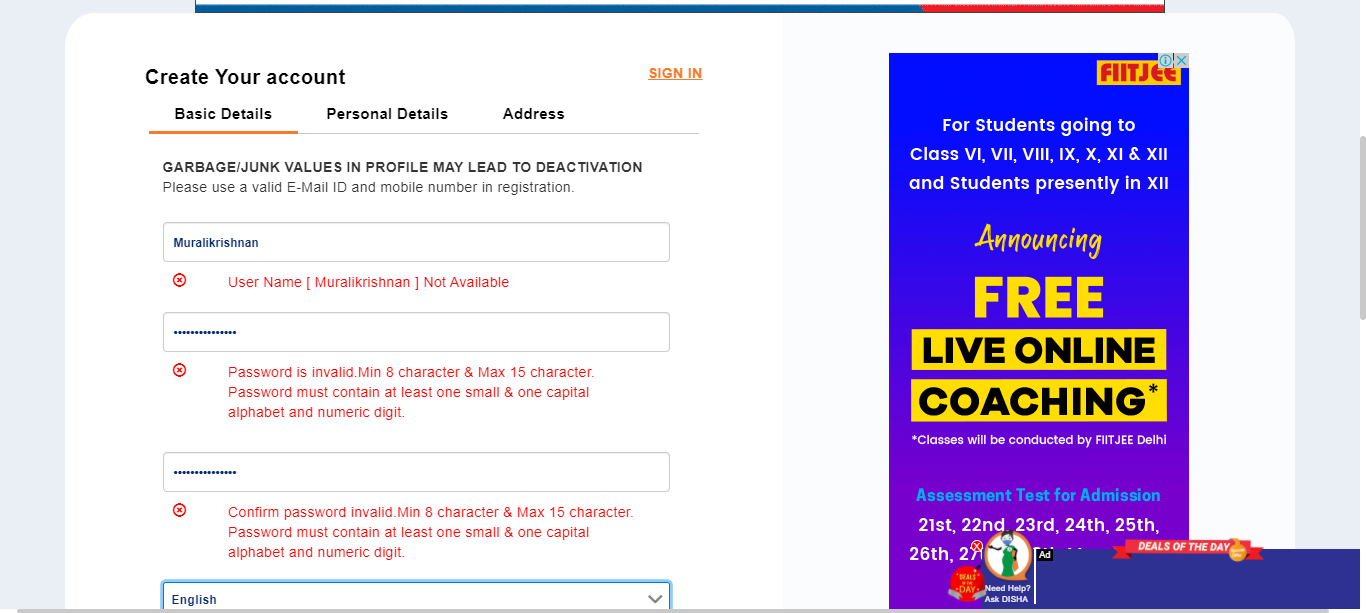 Create Your account
SIGN IN
Basic Details
Personal Details
Address
GARBAGE/JUNK VALUES IN PROFILE MAY LEAD TO DEACTIVATION
Please use a valid E-Mail ID and mobile number in registration.
Muralikrishnan
User Name [ Muralikrishnan ] Not Available
•••••••••••••••
Password is invalid.Min 8 character & Max 15 character.
Password must contain at least one small & one capital
alphabet and numeric digit.
•••••••••••••••
Confirm password invalid.Min 8 character & Max 15 character.
Password must contain at least one small & one capital
alphabet and numeric digit.
English
FIITJEE
For Students going to
Class VI, VII, VIII, IX, X, XI & XII
and Students presently in XII
Announcing
FREE
LIVE ONLINE
COACHING*
*Classes will be conducted by FIITJEE Delhi
Assessment Test for Admission
21st, 22nd, 23rd, 24th, 25th,
26th,
DEALS OF THE DAY
Ad
DEALS
OF THE
DAY
Need Help?
Ask DISHA